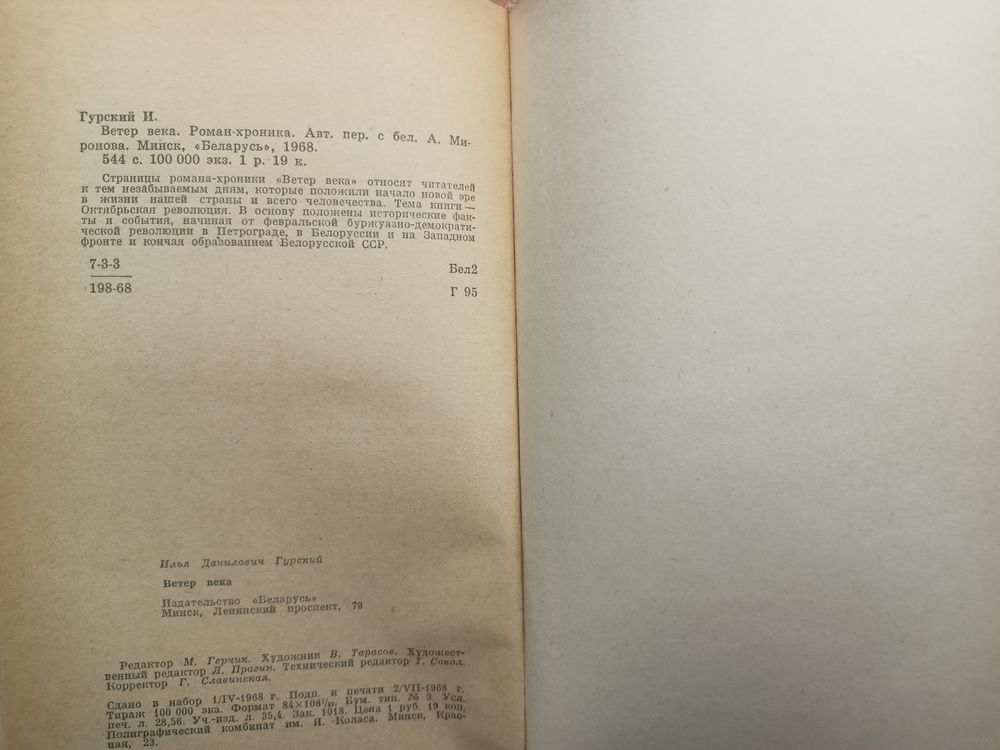 Гурский И.
Ветер века. Роман-хроника. Авт. пер. с бел. А. Ми-
ронова. Минск, «Беларусь», 1968.
544 с. 100 000 экз. 1 р. 19 к.
Страницы романа-хроники «Ветер века» относят читателей
к тем незабываемым дням, которые положили начало новой эре
в жизни нашей страны и всего человечества. Тема книги —
Октябрьская революция. В основу положены исторические фак-
ты и события, начиная от февральской буржуазно-демократи-
ческой революции в Петрограде, в Белоруссии и на Западном
фронте и кончая образованием Белорусской ССР.
7-3-3
Бел2
198-68
Г 95
Илья Данилович Гурский
Ветер века
Издательство «Беларусь»
Минск, Ленинский проспект, 79
Редактор М. Герчик. Художник В. Тарасов. Художест-
венный редактор Л. Прагин. Технический редактор Т. Сокол.
Корректор Г. Славинская.
Сдано в набор 1/IV-1968 г. Подп. к печати 2/VII-1968 г.
Тираж 100 000 экз. Формат 84×108¹/₃₂. Бум. тип. № 3. Усл.
печ. л. 28,56. Уч.-изд. л. 35,4. Зак. 1018. Цена 1 руб. 19 коп.
Полиграфический комбинат им. Я. Коласа. Минск, Крас-
ная, 23.